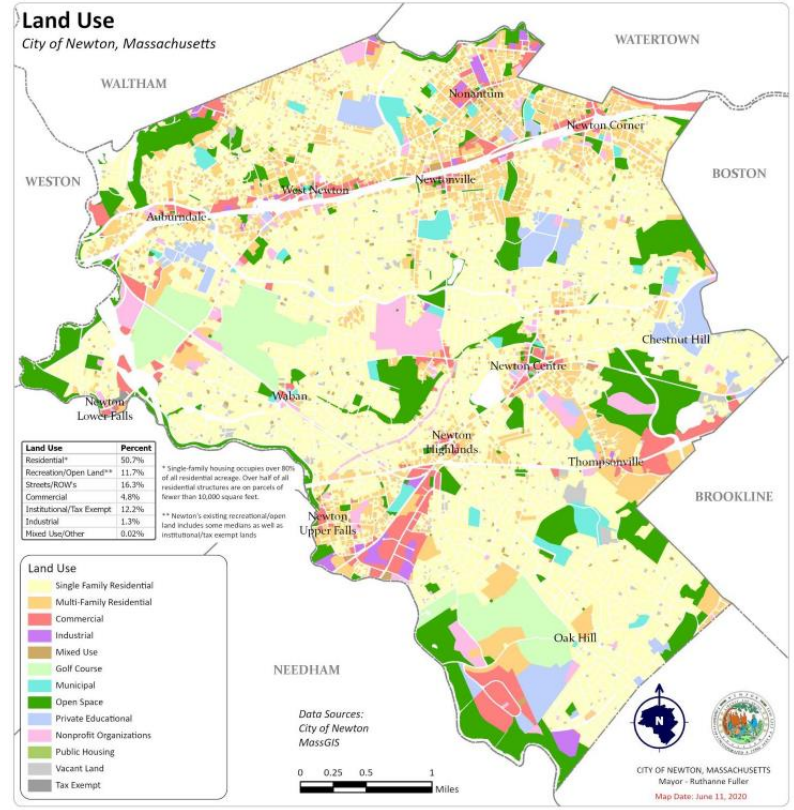 Land Use
City of Newton, Massachusetts
WATERTOWN
WALTHAM
Nonantum
Newton Corner
BOSTON
WESTON
Newtonville
West Newton
Auburndale
Chestnut Hill
Newton Centre
Waban
Newton
Lower Falls
Newton
Highlands
Thompsonville
BROOKLINE
Newton
Upper Falls
Oak Hill
NEEDHAM
Land Use Percent
Residential* 50.7%
Recreation/Open Land** 11.7%
Streets/ROW's 16.3%
Commercial 4.8%
Institutional/Tax Exempt 12.2%
Industrial 1.3%
Mixed Use/Other 0.02%
* Single-family housing occupies over 80%
of all residential acreage. Over half of all
residential structures are on parcels of
fewer than 10,000 square feet.
** Newton's existing recreational/open
land includes some medians as well as
institutional/tax exempt lands
Land Use
Single Family Residential
Multi-Family Residential
Commercial
Industrial
Mixed Use
Golf Course
Municipal
Open Space
Private Educational
Nonprofit Organizations
Public Housing
Vacant Land
Tax Exempt
Data Sources:
City of Newton
MassGIS
0 0.25 0.5 1
Miles
N
CITY OF NEWTON, MASSACHUSETTS
Mayor - Ruthanne Fuller
Map Date: June 11, 2020